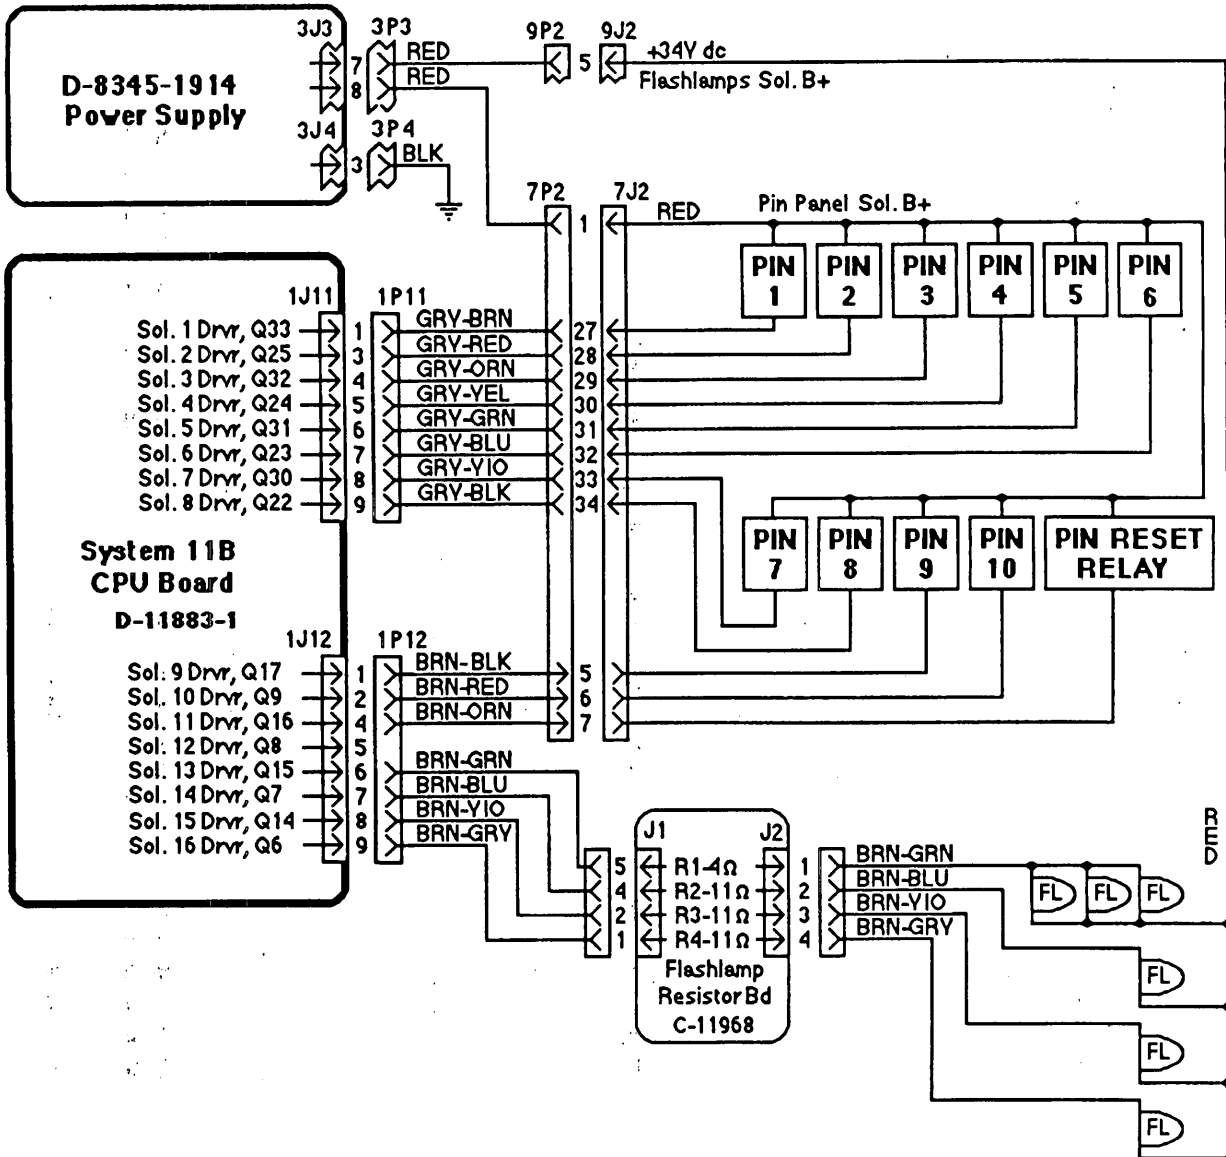 3J3 3P3 9P2 9J2
RED +34V dc
7 5
RED Flashlamps Sol. B+
8
D-8345-1914
Power Supply
3J4 3P4
3 BLK
7P2 7J2
1 RED Pin Panel Sol. B+
PIN 1 PIN 2 PIN 3 PIN 4 PIN 5 PIN 6
1J11 1P11
Sol. 1 Drvr, Q33 1 GRY-BRN 27
Sol. 2 Drvr, Q25 3 GRY-RED 28
Sol. 3 Drvr, Q32 4 GRY-ORN 29
Sol. 4 Drvr, Q24 5 GRY-YEL 30
Sol. 5 Drvr, Q31 6 GRY-GRN 31
Sol. 6 Drvr, Q23 7 GRY-BLU 32
Sol. 7 Drvr, Q30 8 GRY-VIO 33
Sol. 8 Drvr, Q22 9 GRY-BLK 34
PIN 7 PIN 8 PIN 9 PIN 10 PIN RESET RELAY
System 11B
CPU Board
D-11883-1
1J12 1P12
Sol. 9 Drvr, Q17 1 BRN-BLK 5
Sol. 10 Drvr, Q9 2 BRN-RED 6
Sol. 11 Drvr, Q16 4 BRN-ORN 7
Sol. 12 Drvr, Q8 5
Sol. 13 Drvr, Q15 6 BRN-GRN
Sol. 14 Drvr, Q7 7 BRN-BLU
Sol. 15 Drvr, Q14 8 BRN-VIO
Sol. 16 Drvr, Q6 9 BRN-GRY
J1 J2
5 R1-4Ω 1 BRN-GRN
4 R2-11Ω 2 BRN-BLU
2 R3-11Ω 3 BRN-VIO
1 R4-11Ω 4 BRN-GRY
Flashlamp
Resistor Bd
C-11968
RED
FL FL FL
FL
FL
FL